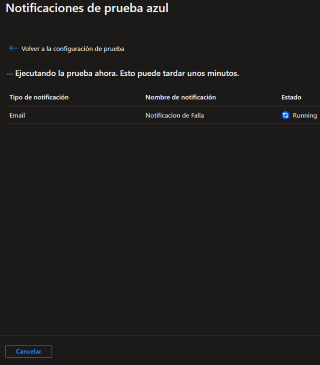 Notificaciones de prueba azul
← Volver a la configuración de prueba
··· Ejecutando la prueba ahora. Esto puede tardar unos minutos.
Tipo de notificación Nombre de notificación Estado
Email Notificacion de Falla Running
Cancelar